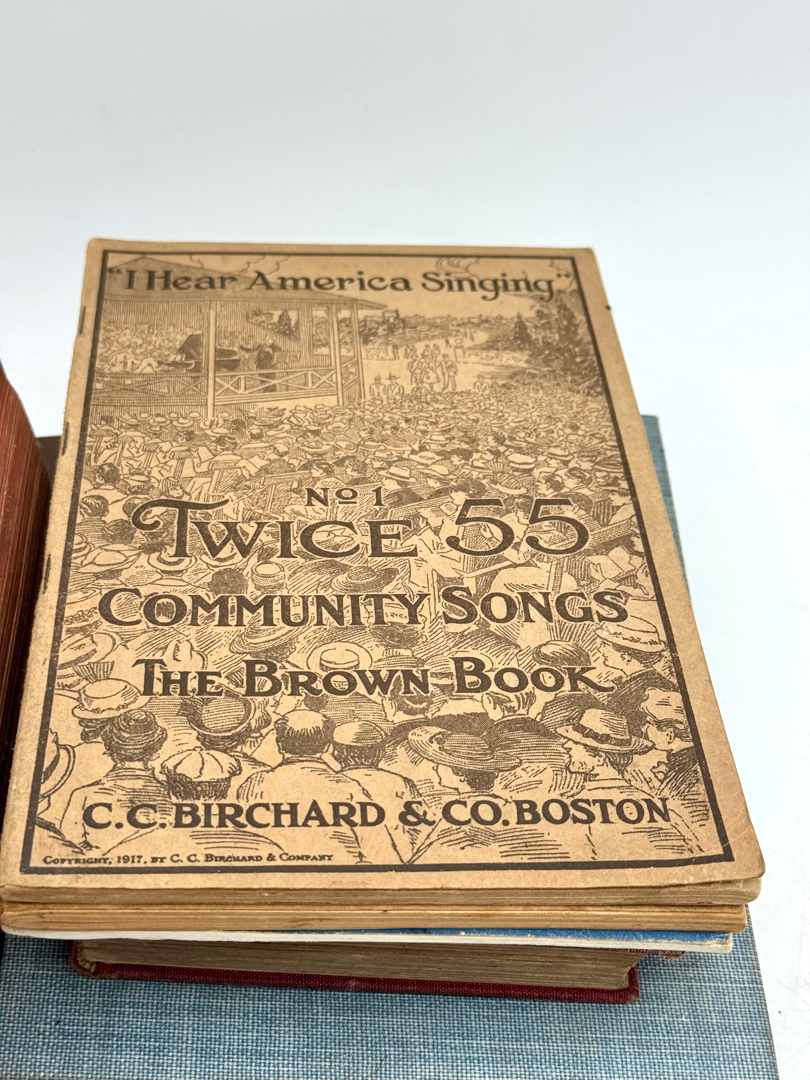 "I Hear America Singing"
No 1
Twice 55
Community Songs
The Brown Book
C. C. BIRCHARD & CO. BOSTON
Copyright, 1917, by C. C. Birchard & Company